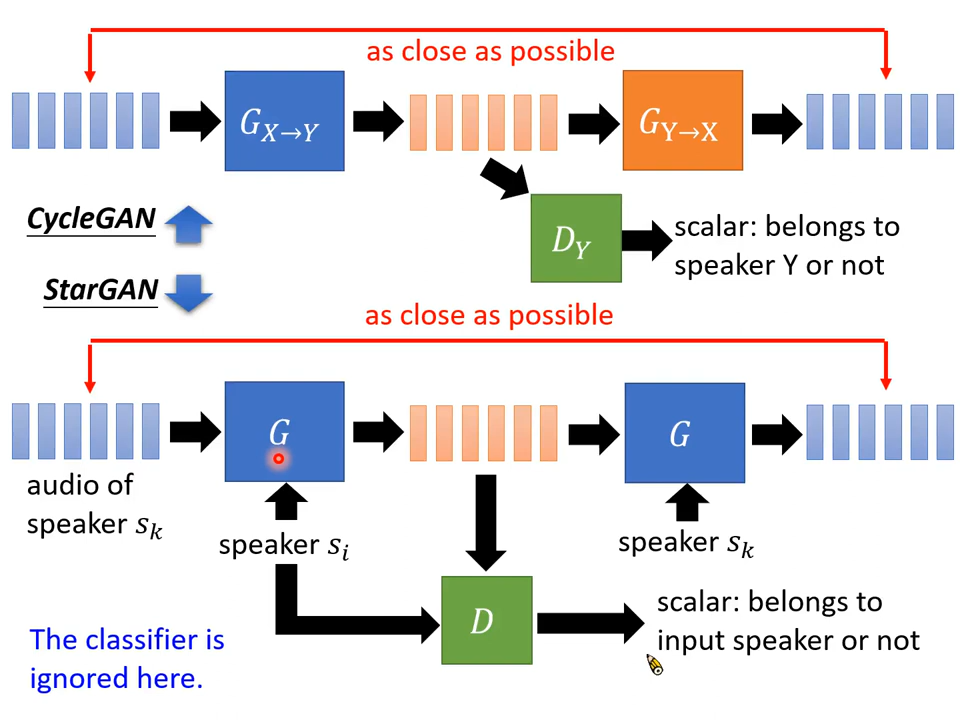 as close as possible
G_{X→Y}
G_{Y→X}
CycleGAN
D_Y
scalar: belongs to
speaker Y or not
StarGAN
as close as possible
G
G
audio of
speaker s_k
speaker s_i
speaker s_k
D
scalar: belongs to
input speaker or not
The classifier is
ignored here.